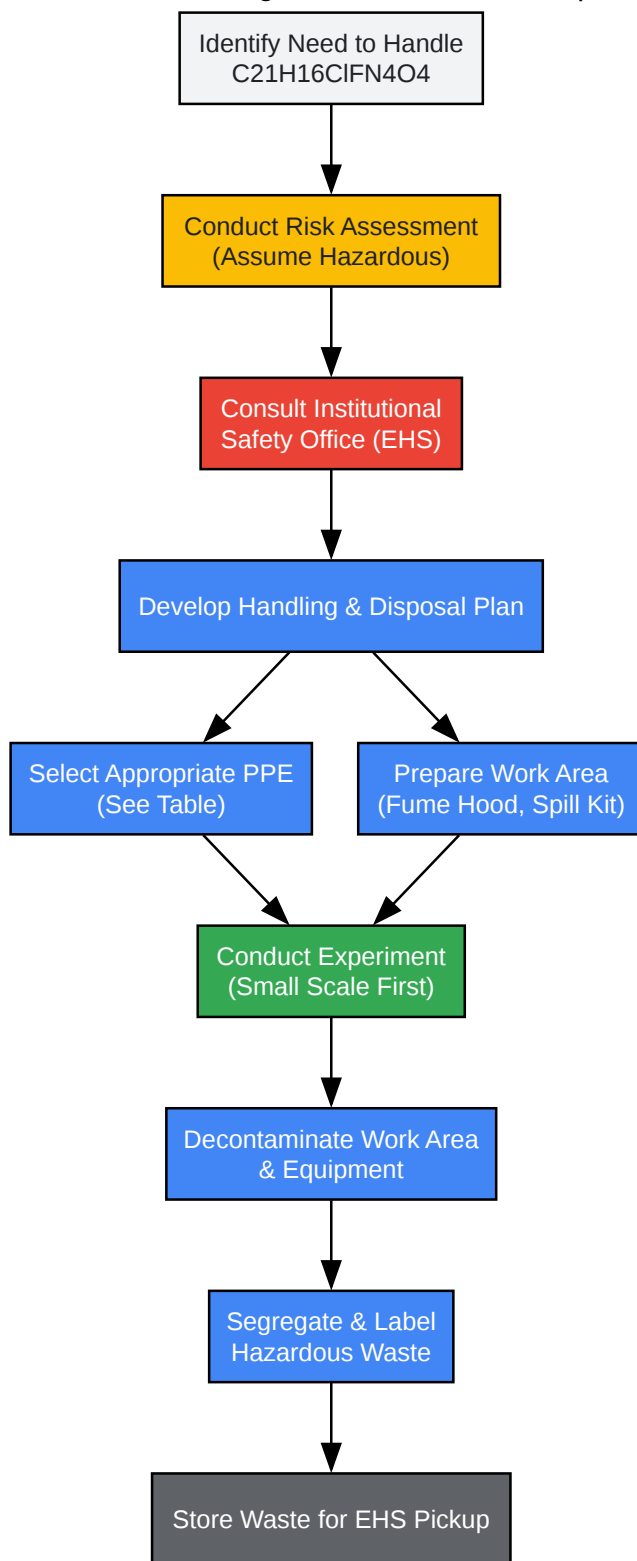 Identify Need to Handle
C21H16ClFN4O4
Conduct Risk Assessment
(Assume Hazardous)
Consult Institutional
Safety Office (EHS)
Develop Handling & Disposal Plan
Select Appropriate PPE
(See Table)
Prepare Work Area
(Fume Hood, Spill Kit)
Conduct Experiment
(Small Scale First)
Decontaminate Work Area
& Equipment
Segregate & Label
Hazardous Waste
Store Waste for EHS Pickup